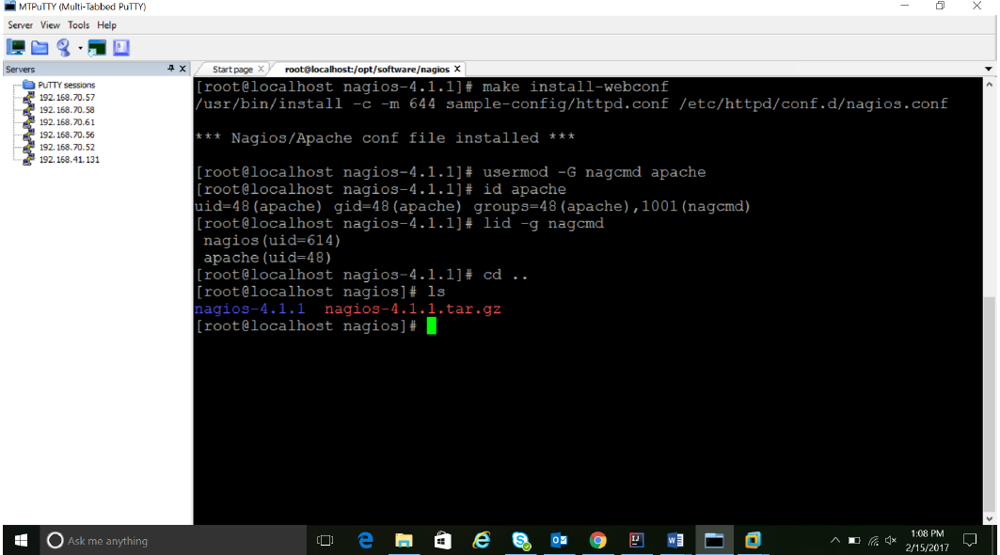 MTPuTTY (Multi-Tabbed PuTTY)
Server View Tools Help
Servers
Start page
root@localhost:/opt/software/nagios
PuTTY sessions
192.168.70.57
192.168.70.58
192.168.70.61
192.168.70.56
192.168.70.52
192.168.41.131
[root@localhost nagios-4.1.1]# make install-webconf
/usr/bin/install -c -m 644 sample-config/httpd.conf /etc/httpd/conf.d/nagios.conf
*** Nagios/Apache conf file installed ***
[root@localhost nagios-4.1.1]# usermod -G nagcmd apache
[root@localhost nagios-4.1.1]# id apache
uid=48(apache) gid=48(apache) groups=48(apache),1001(nagcmd)
[root@localhost nagios-4.1.1]# lid -g nagcmd
nagios(uid=614)
apache(uid=48)
[root@localhost nagios-4.1.1]# cd ..
[root@localhost nagios]# ls
nagios-4.1.1 nagios-4.1.1.tar.gz
[root@localhost nagios]#
Ask me anything
1:08 PM
2/15/2017